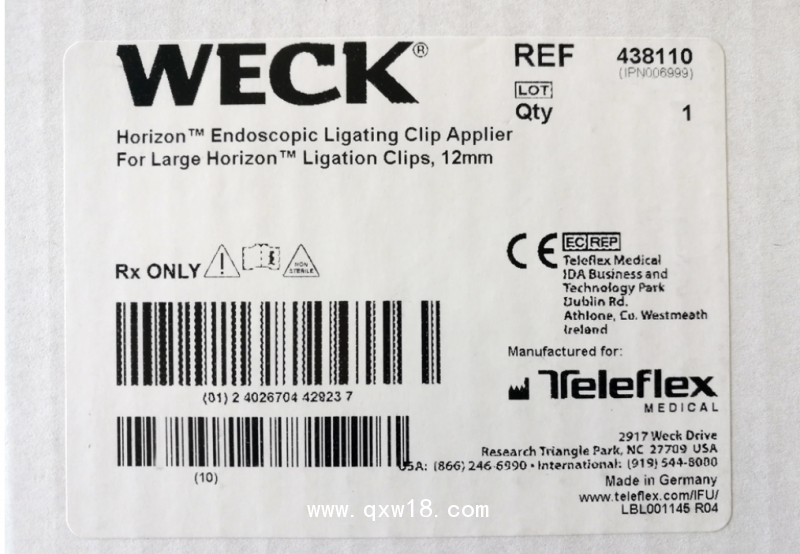 WECK®
REF 438110
(IPN006999)
LOT
Qty 1
Horizon™ Endoscopic Ligating Clip Applier
For Large Horizon™ Ligation Clips, 12mm
Rx ONLY
NON
STERILE
CE EC REP
Teleflex Medical
IDA Business and
Technology Park
Dublin Rd.
Athlone, Co. Westmeath
Ireland
(01) 2 4026704 42923 7
Manufactured for:
Teleflex
MEDICAL
(10)
2917 Weck Drive
Research Triangle Park, NC 27709 USA
USA: (866) 246-6990 • International: (919) 544-8000
Made in Germany
www.teleflex.com/IFU/
LBL001145 R04
www.qxw18.com